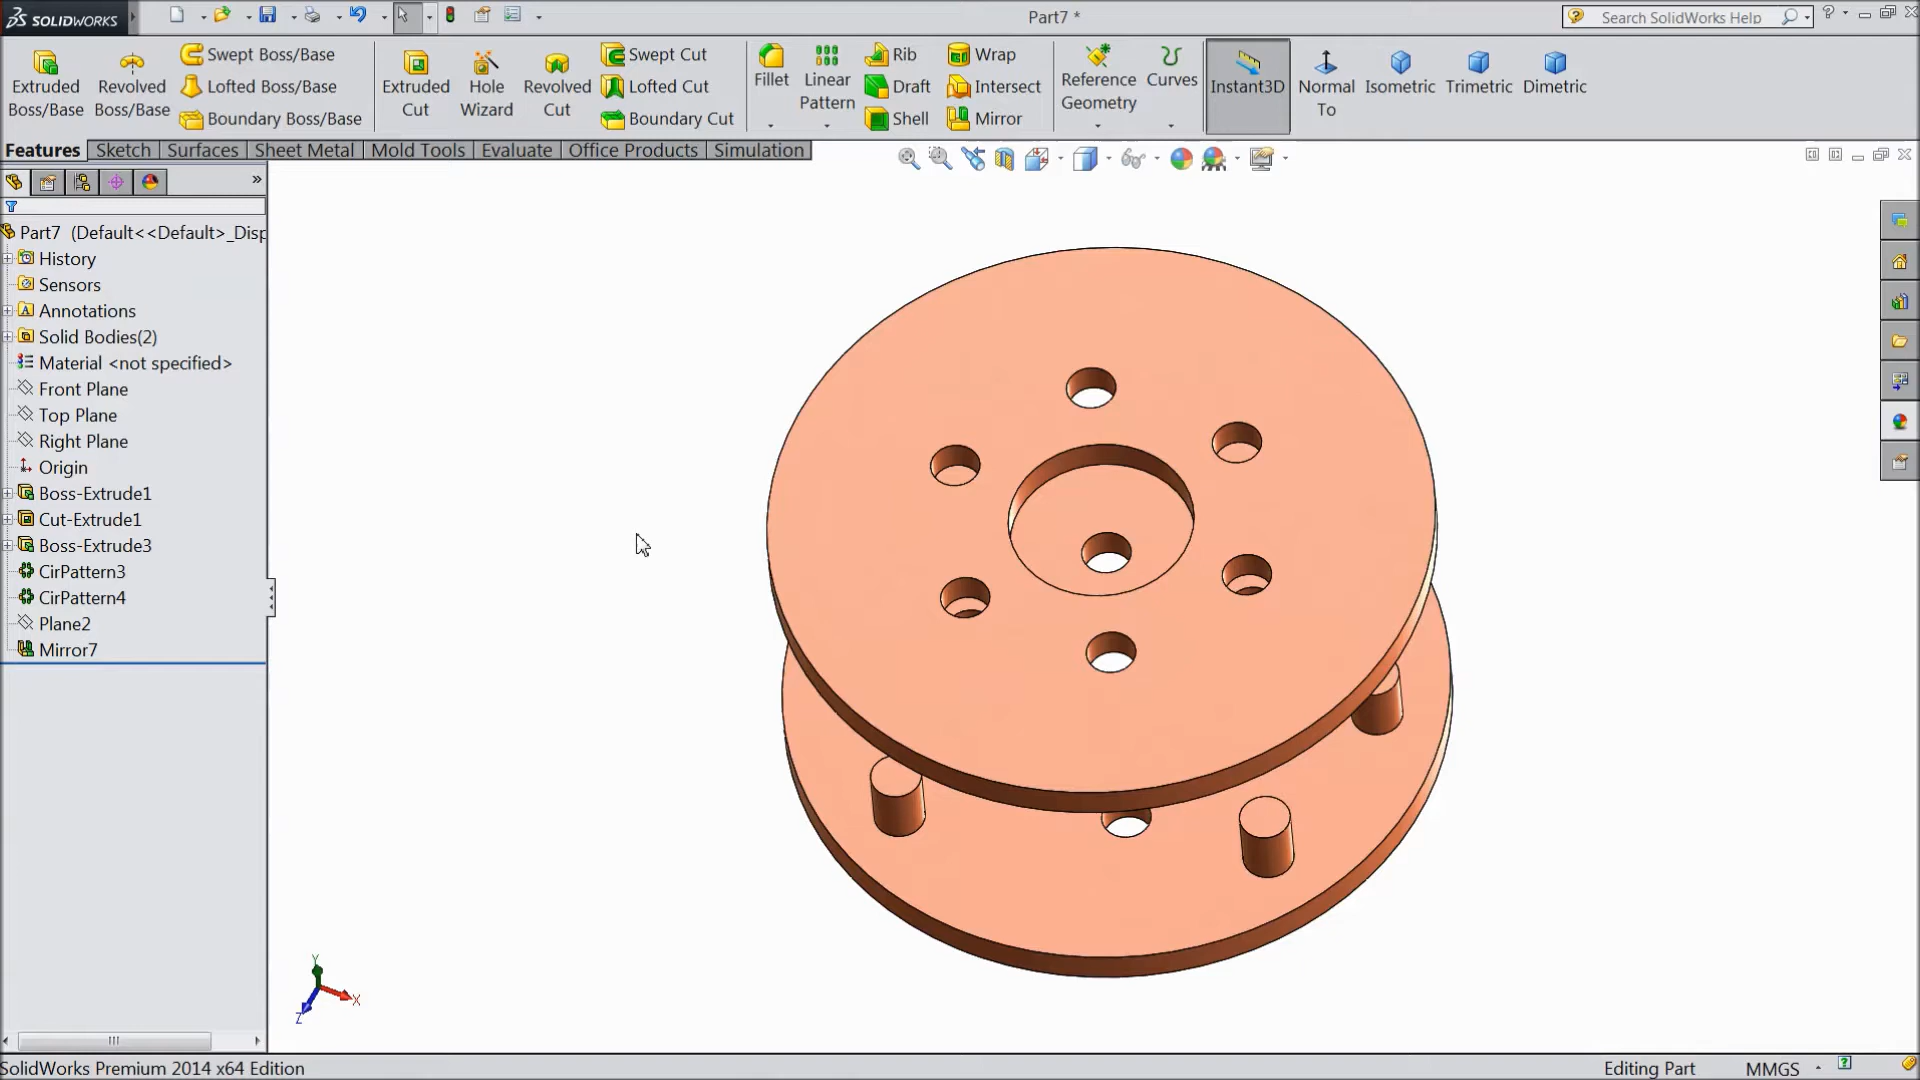 SOLIDWORKS
Part7 *
Search SolidWorks Help
Extruded Boss/Base
Revolved Boss/Base
Swept Boss/Base
Lofted Boss/Base
Boundary Boss/Base
Extruded Cut
Hole Wizard
Revolved Cut
Swept Cut
Lofted Cut
Boundary Cut
Fillet
Linear Pattern
Rib
Draft
Shell
Wrap
Intersect
Mirror
Reference Geometry
Curves
Instant3D
Normal To
Isometric
Trimetric
Dimetric
Features
Sketch
Surfaces
Sheet Metal
Mold Tools
Evaluate
Office Products
Simulation
Part7 (Default<<Default>_Disp
History
Sensors
Annotations
Solid Bodies(2)
Material <not specified>
Front Plane
Top Plane
Right Plane
Origin
Boss-Extrude1
Cut-Extrude1
Boss-Extrude3
CirPattern3
CirPattern4
Plane2
Mirror7
Y
X
Z
SolidWorks Premium 2014 x64 Edition
Editing Part
MMGS